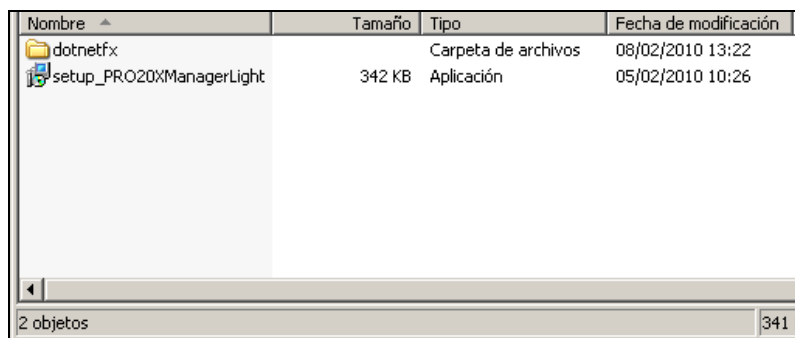 Nombre Tamaño Tipo Fecha de modificación
dotnetfx Carpeta de archivos 08/02/2010 13:22
setup_PRO20XManagerLight 342 KB Aplicación 05/02/2010 10:26
2 objetos 341